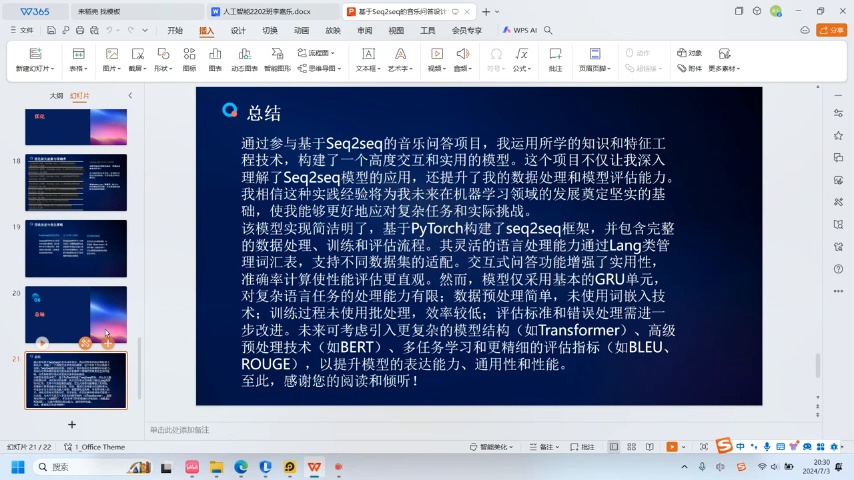 W365
来稿亮 找模板
人工智能2202班李嘉乐.docx
基于Seq2seq的音乐问答设计
文件
开始 插入 设计 切换 动画 放映 审阅 视图 工具 会员专享 WPS AI
分享
新建幻灯片 表格 图片 截屏 形状 图标 图表 动态图表 智能图形 流程图 思维导图 文本框 艺术字 视频 音频 符号 公式 批注 页眉页脚 动作 超链接 对象 附件 更多素材
大纲 幻灯片
18
19
20
总结
21
总结
通过参与基于Seq2seq的音乐问答项目，我运用所学的知识和特征工
程技术，构建了一个高度交互和实用的模型。这个项目不仅让我深入
理解了Seq2seq模型的应用，还提升了我的数据处理和模型评估能力。
我相信这种实践经验将为我未来在机器学习领域的发展奠定坚实的基
础，使我能够更好地应对复杂任务和实际挑战。
该模型实现简洁明了，基于PyTorch构建了seq2seq框架，并包含完整
的数据处理、训练和评估流程。其灵活的语言处理能力通过Lang类管
理词汇表，支持不同数据集的适配。交互式问答功能增强了实用性，
准确率计算使性能评估更直观。然而，模型仅采用基本的GRU单元，
对复杂语言任务的处理能力有限；数据预处理简单，未使用词嵌入技
术；训练过程未使用批处理，效率较低；评估标准和错误处理需进一
步改进。未来可考虑引入更复杂的模型结构（如Transformer）、高级
预处理技术（如BERT）、多任务学习和更精细的评估指标（如BLEU、
ROUGE），以提升模型的表达能力、通用性和性能。
至此，感谢您的阅读和倾听！
单击此处添加备注
幻灯片 21 / 22
1_Office Theme
智能美化
备注
批注
中
搜索
中
20:30
2024/7/3